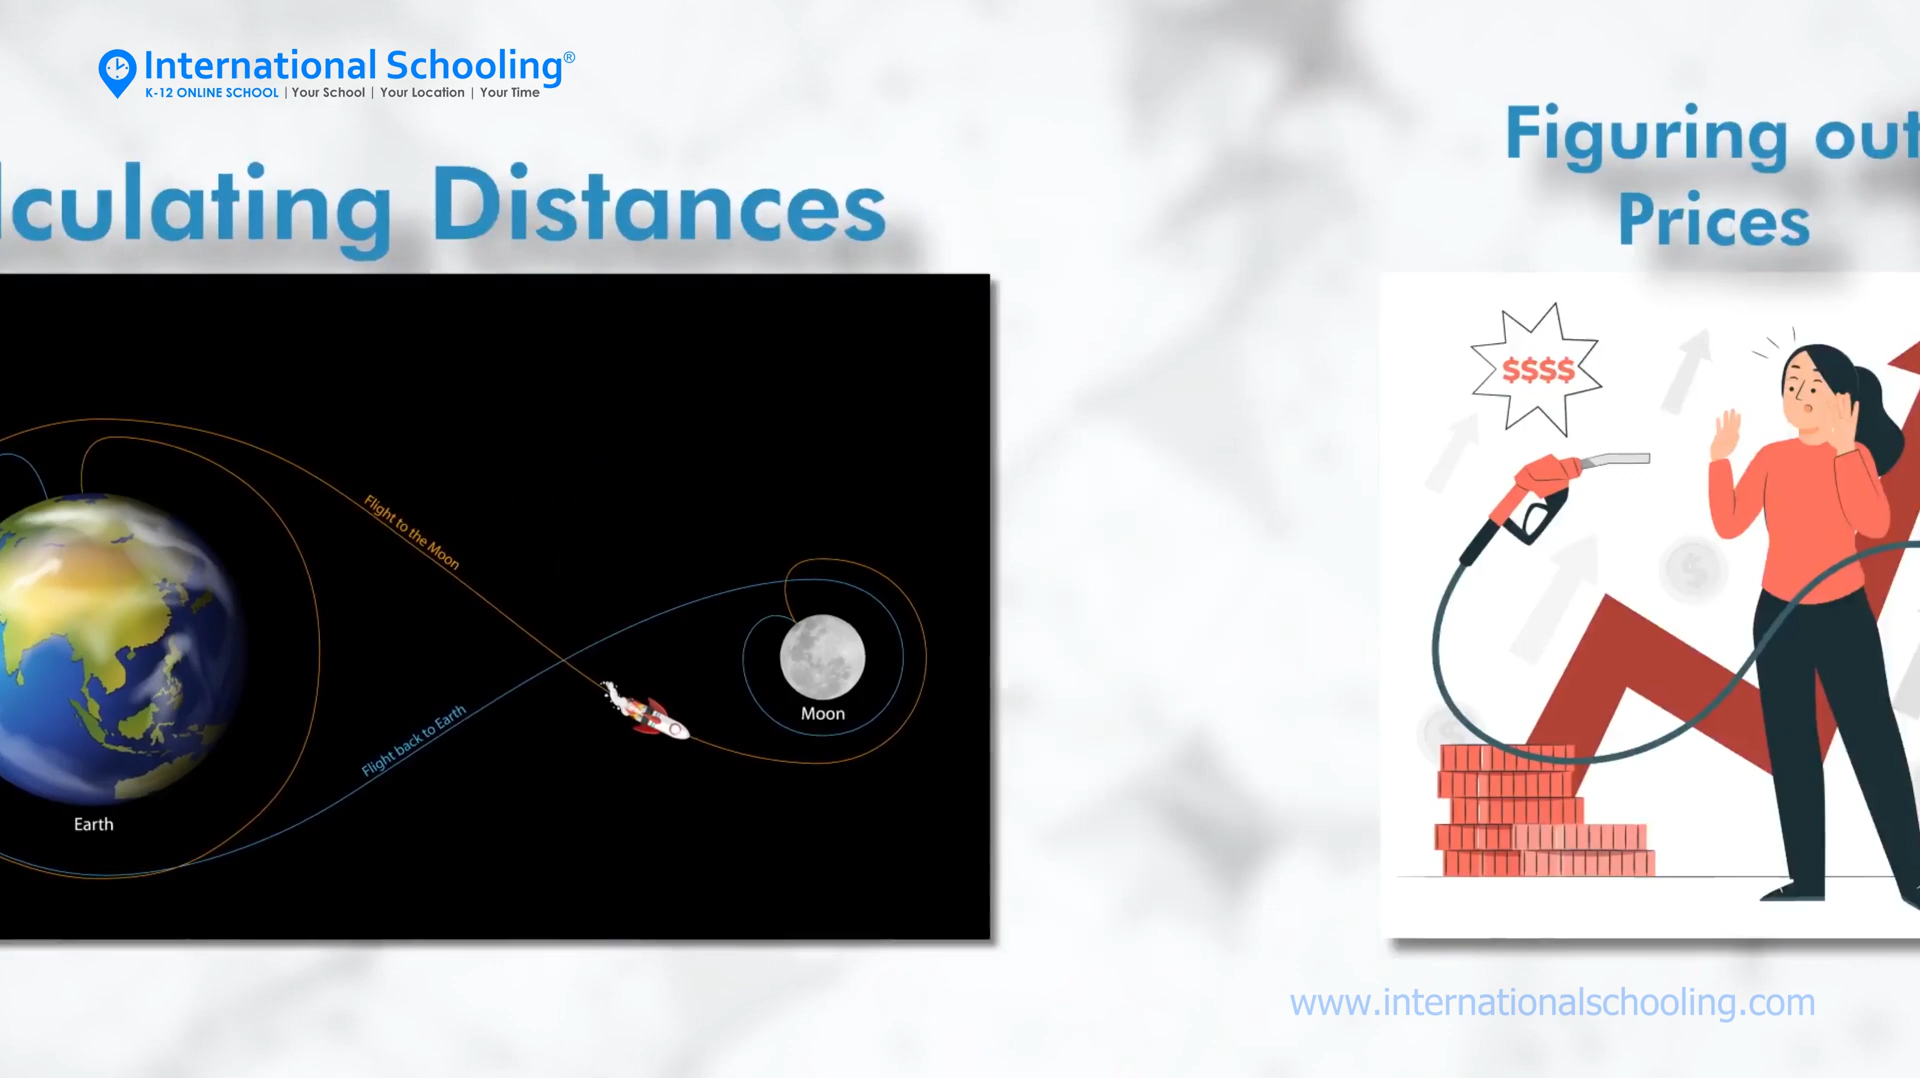 International Schooling®
K-12 ONLINE SCHOOL | Your School | Your Location | Your Time
lculating Distances
Flight to the Moon
Flight back to Earth
Earth
Moon
Figuring out
Prices
$$$$
www.internationalschooling.com